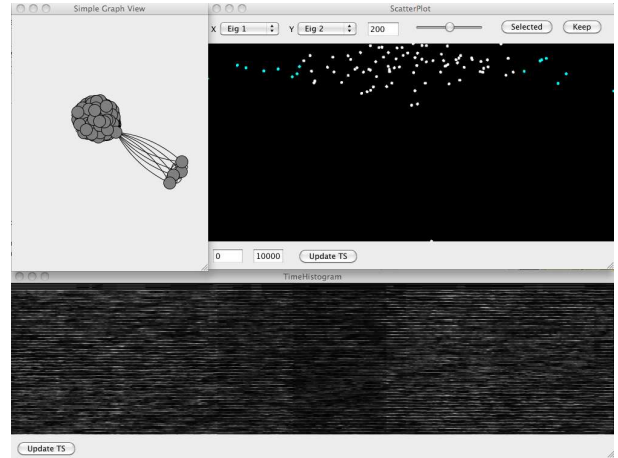 Simple Graph View
ScatterPlot
X Eig 1 Y Eig 2 200 Selected Keep
0 10000 Update TS
TimeHistogram
Update TS